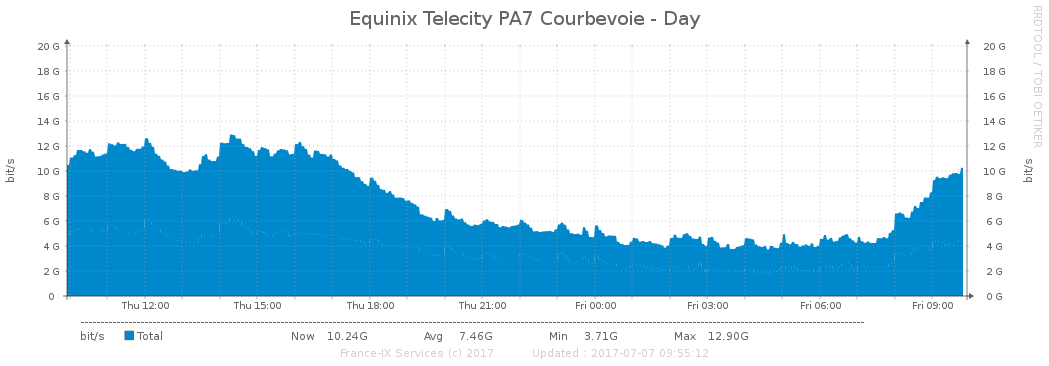 Equinix Telecity PA7 Courbevoie - Day
RRDTOOL / TOBI OETIKER
20 G 20 G
18 G 18 G
16 G 16 G
14 G 14 G
12 G 12 G
10 G 10 G
8 G 8 G
6 G 6 G
4 G 4 G
2 G 2 G
0 0 G
bit/s
bit/s
Thu 12:00 Thu 15:00 Thu 18:00 Thu 21:00 Fri 00:00 Fri 03:00 Fri 06:00 Fri 09:00
bit/s Total Now 10.24G Avg 7.46G Min 3.71G Max 12.90G
France-IX Services (c) 2017 Updated : 2017-07-07 09:55:12